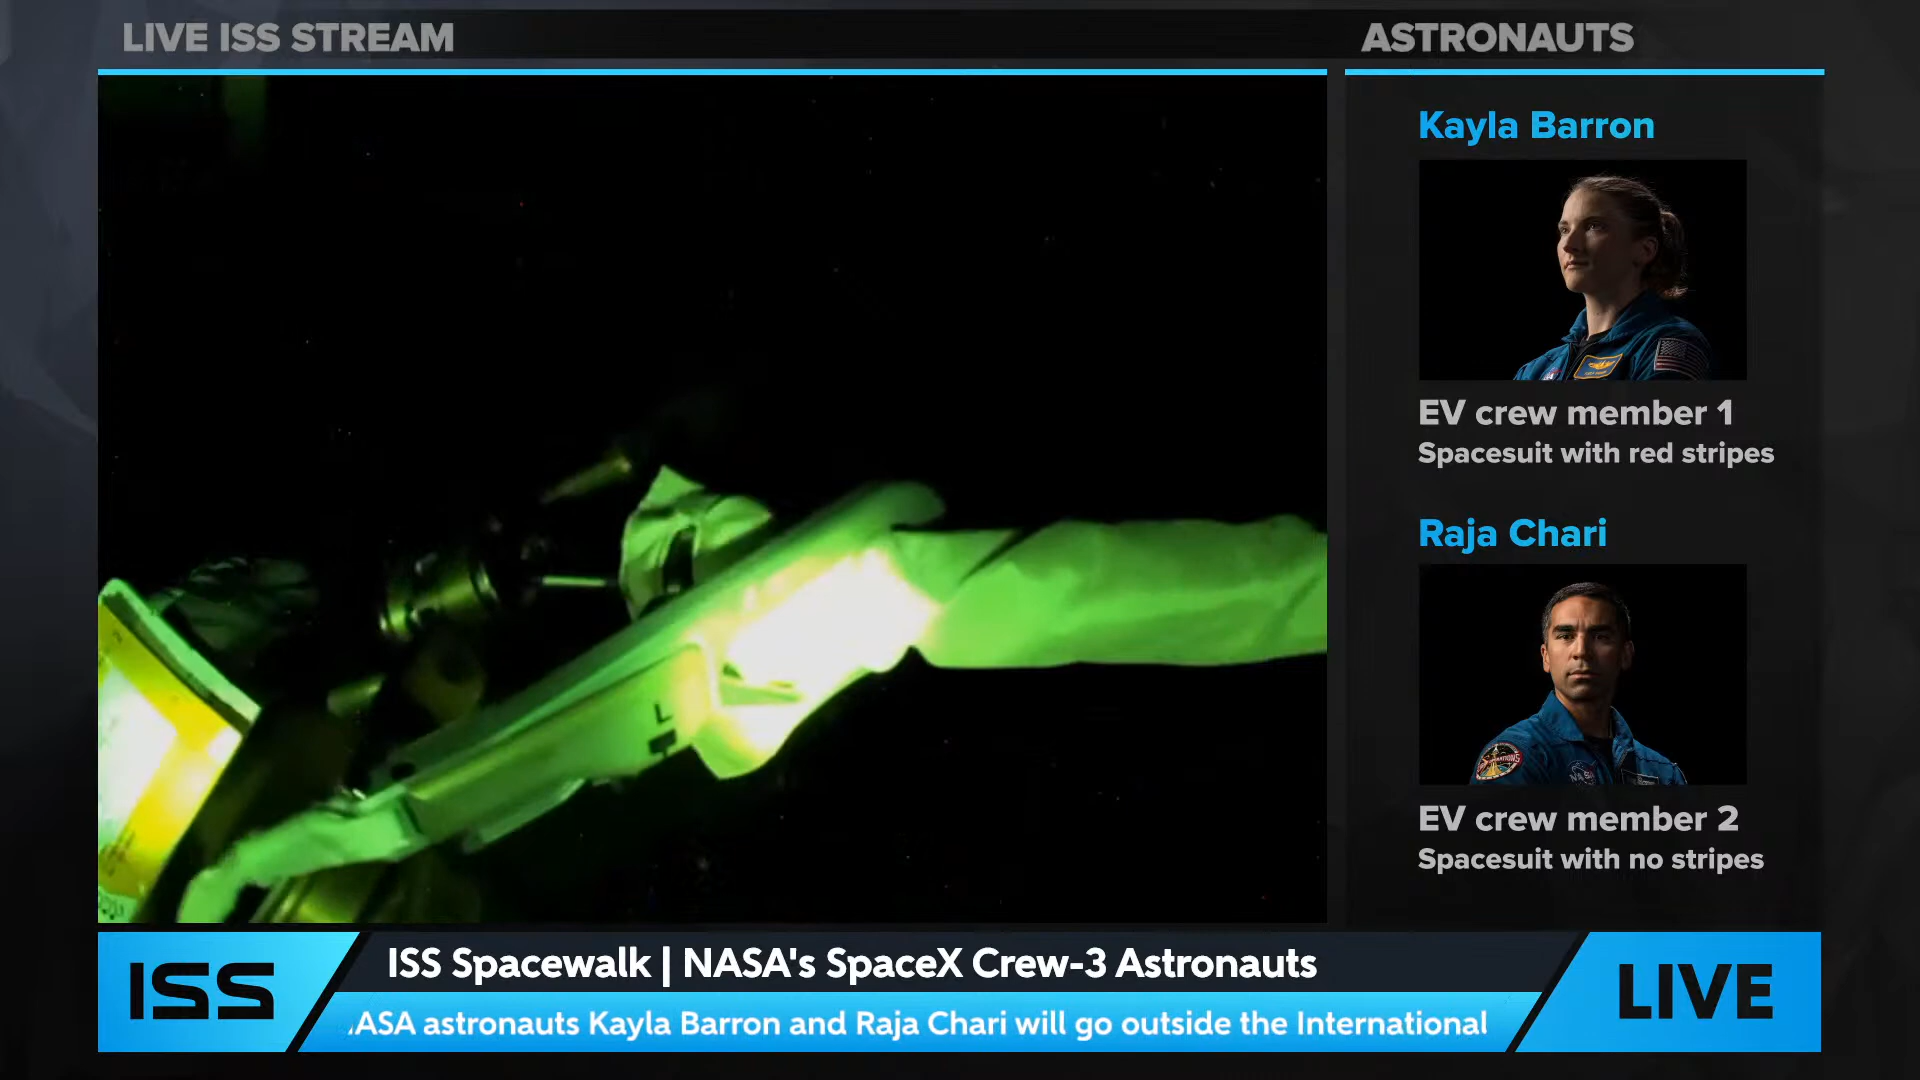 LIVE ISS STREAM
ASTRONAUTS
Kayla Barron
EV crew member 1
Spacesuit with red stripes
Raja Chari
EV crew member 2
Spacesuit with no stripes
L
ISS
ISS Spacewalk | NASA's SpaceX Crew-3 Astronauts
ASA astronauts Kayla Barron and Raja Chari will go outside the International
LIVE